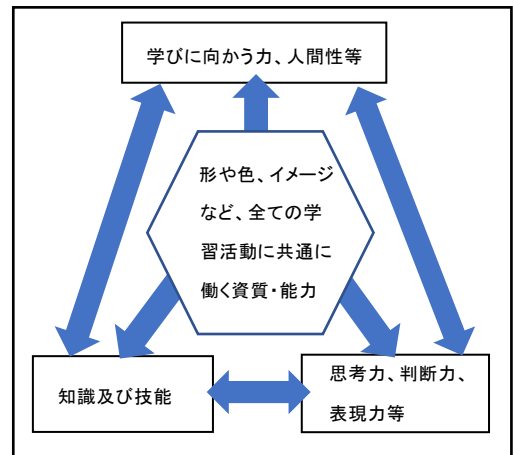 学びに向かう力、人間性等
形や色、イメージ
など、全ての学
習活動に共通に
働く資質・能力
知識及び技能
思考力、判断力、
表現力等